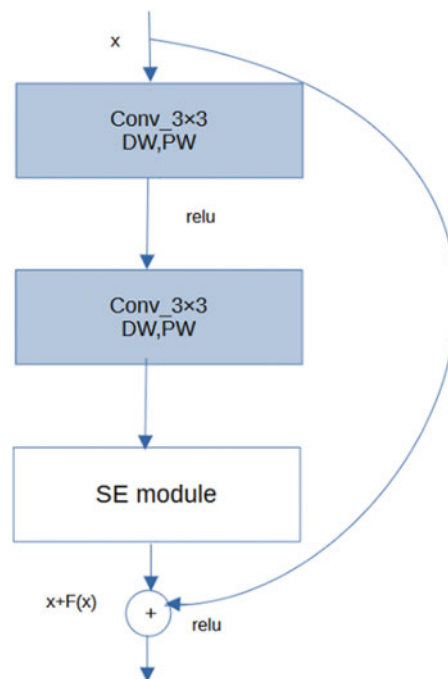 x
Conv_3×3
DW,PW
relu
Conv_3×3
DW,PW
SE module
x+F(x)
+
relu